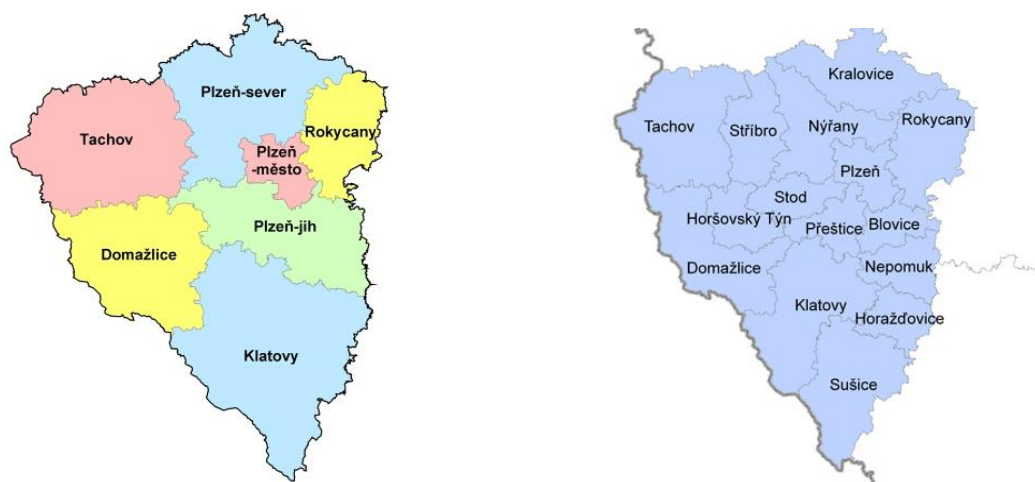 Plzeň-sever
Tachov
Rokycany
Plzeň
-město
Plzeň-jih
Domažlice
Klatovy
Kralovice
Tachov
Stříbro
Nýřany
Rokycany
Plzeň
Stod
Horšovský Týn
Přeštice
Blovice
Domažlice
Nepomuk
Klatovy
Horažďovice
Sušice